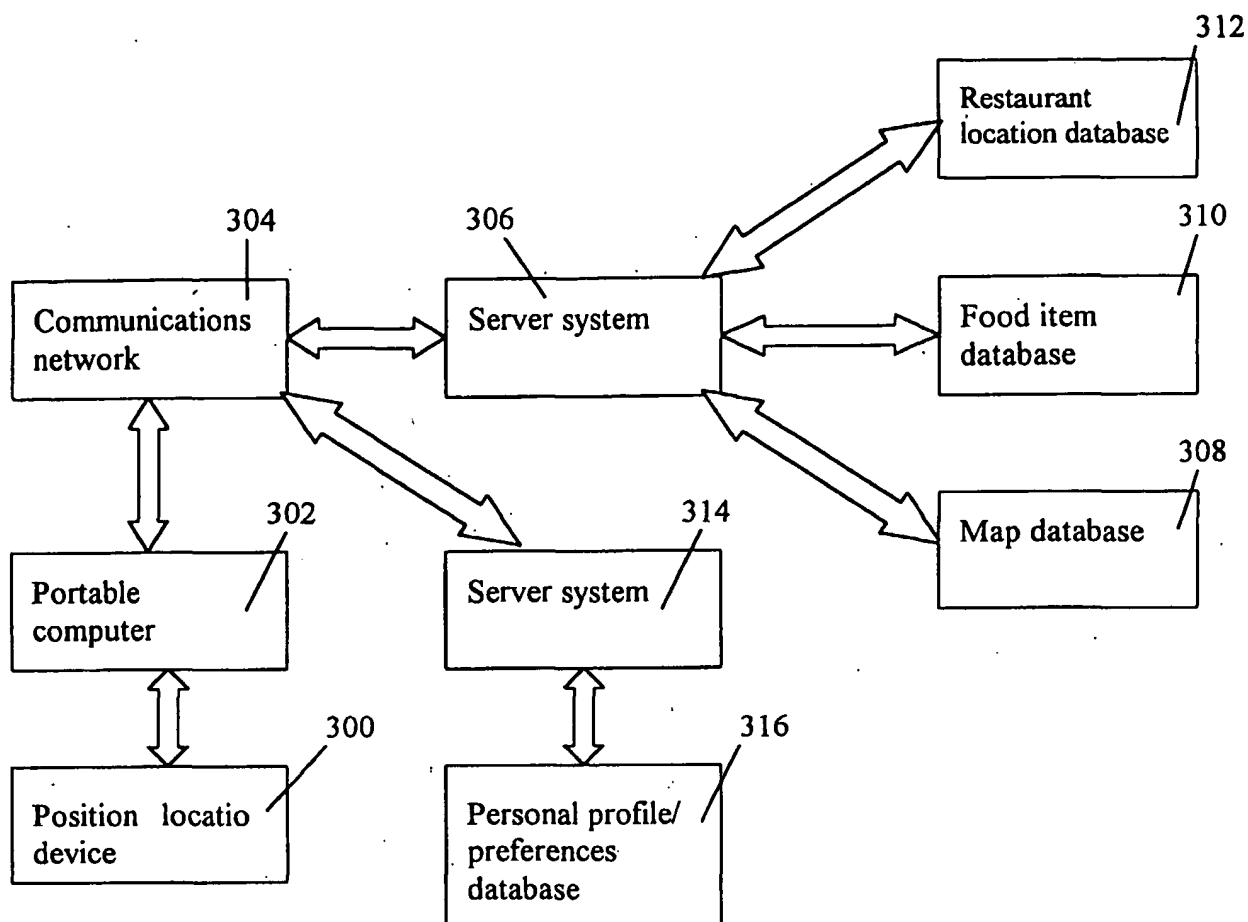 312
Restaurant
location database
304
306
310
Communications
network
Server system
Food item
database
308
302
314
Map database
Portable
computer
Server system
300
316
Position locatio
device
Personal profile/
preferences
database